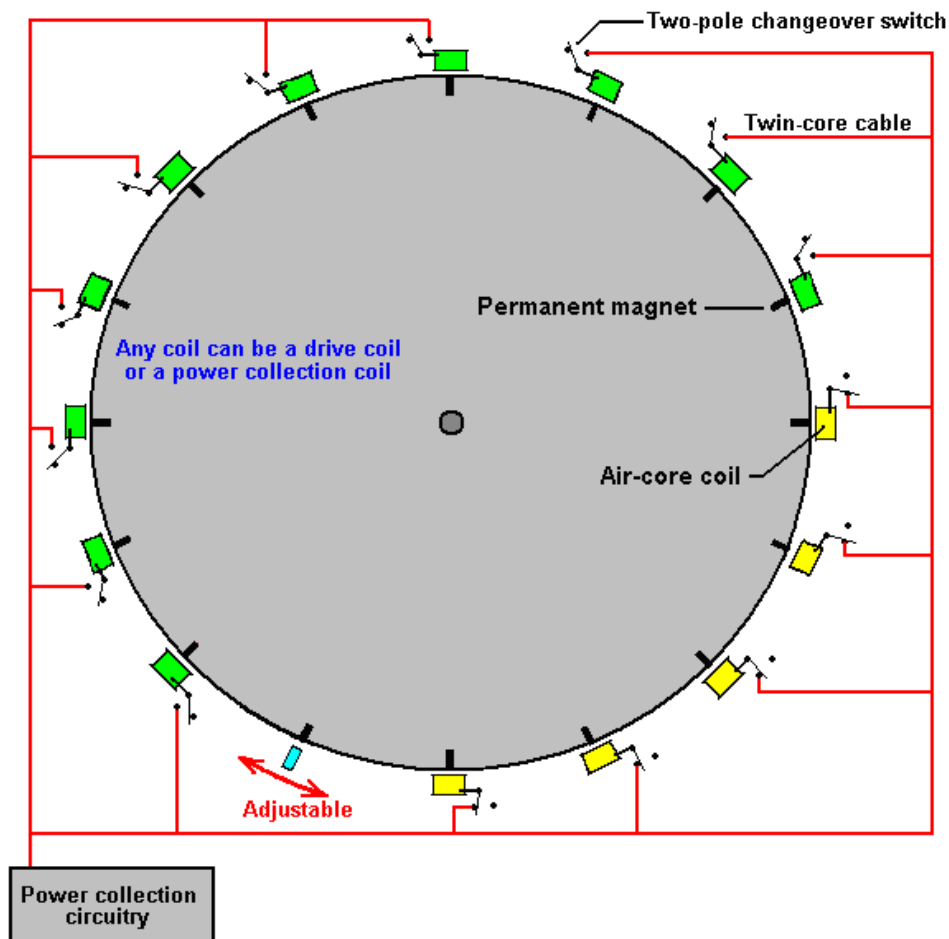 Two-pole changeover switch
Twin-core cable
Permanent magnet
Any coil can be a drive coil
or a power collection coil
Air-core coil
Adjustable
Power collection
circuitry